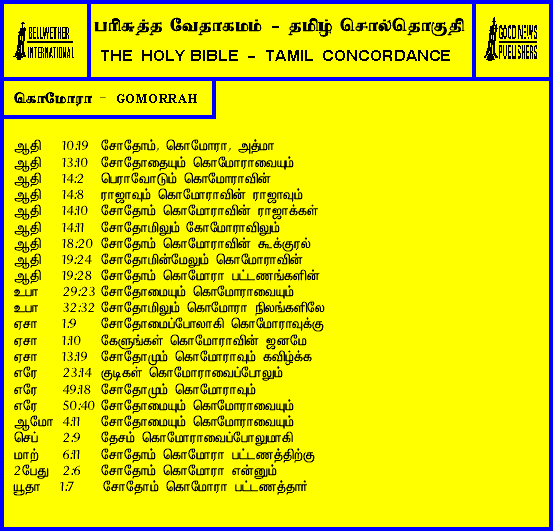 BELLWETHER
INTERNATIONAL
பரிசுத்த வேதாகமம் - தமிழ் சொல்தொகுதி
THE HOLY BIBLE - TAMIL CONCORDANCE
GOOD NEWS
PUBLISHERS
கொமோரா - GOMORRAH
ஆதி 10:19 சோதோம், கொமோரா, அத்மா
ஆதி 13:10 சோதோதையும் கொமோராவையும்
ஆதி 14:2 பெராவோடும் கொமோராவின்
ஆதி 14:8 ராஜாவும் கொமோராவின் ராஜாவும்
ஆதி 14:10 சோதோம் கொமோராவின் ராஜாக்கள்
ஆதி 14:11 சோதோமிலும் கோமோராவிலும்
ஆதி 18:20 சோதோம் கொமோராவின் கூக்குரல்
ஆதி 19:24 சோதோமின்மேலும் கொமோராவின்
ஆதி 19:28 சோதோம் கொமோரா பட்டணங்களின்
உபா 29:23 சோதோமையும் கொமோராவையும்
உபா 32:32 சோதோமிலும் கொமோரா நிலங்களிலே
ஏசா 1:9 சோதோமைப்போலாகி கொமோராவுக்கு
ஏசா 1:10 கேளுங்கள் கொமோராவின் ஜனமே
ஏசா 13:19 சோதோமும் கொமோராவும் கவிழ்க்க
எரே 23:14 குடிகள் கொமோராவைப்போலும்
எரே 49:18 சோதோமும் கொமோராவும்
எரே 50:40 சோதோமையும் கொமோராவையும்
ஆமோ 4:11 சோதோமையும் கொமோராவையும்
செப் 2:9 தேசம் கொமோராவைப்போலுமாகி
மாற் 6:11 சோதோம் கொமோரா பட்டணத்திற்கு
2பேது 2:6 சோதோம் கொமோரா என்னும்
யூதா 1:7 சோதோம் கொமோரா பட்டணத்தார்